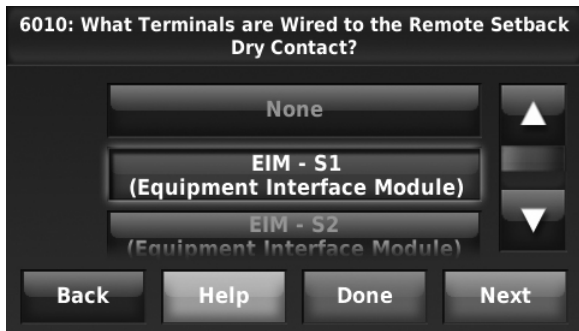 6010: What Terminals are Wired to the Remote Setback
Dry Contact?
None
EIM - S1
(Equipment Interface Module)
EIM - S2
(Equipment Interface Module)
Back
Help
Done
Next